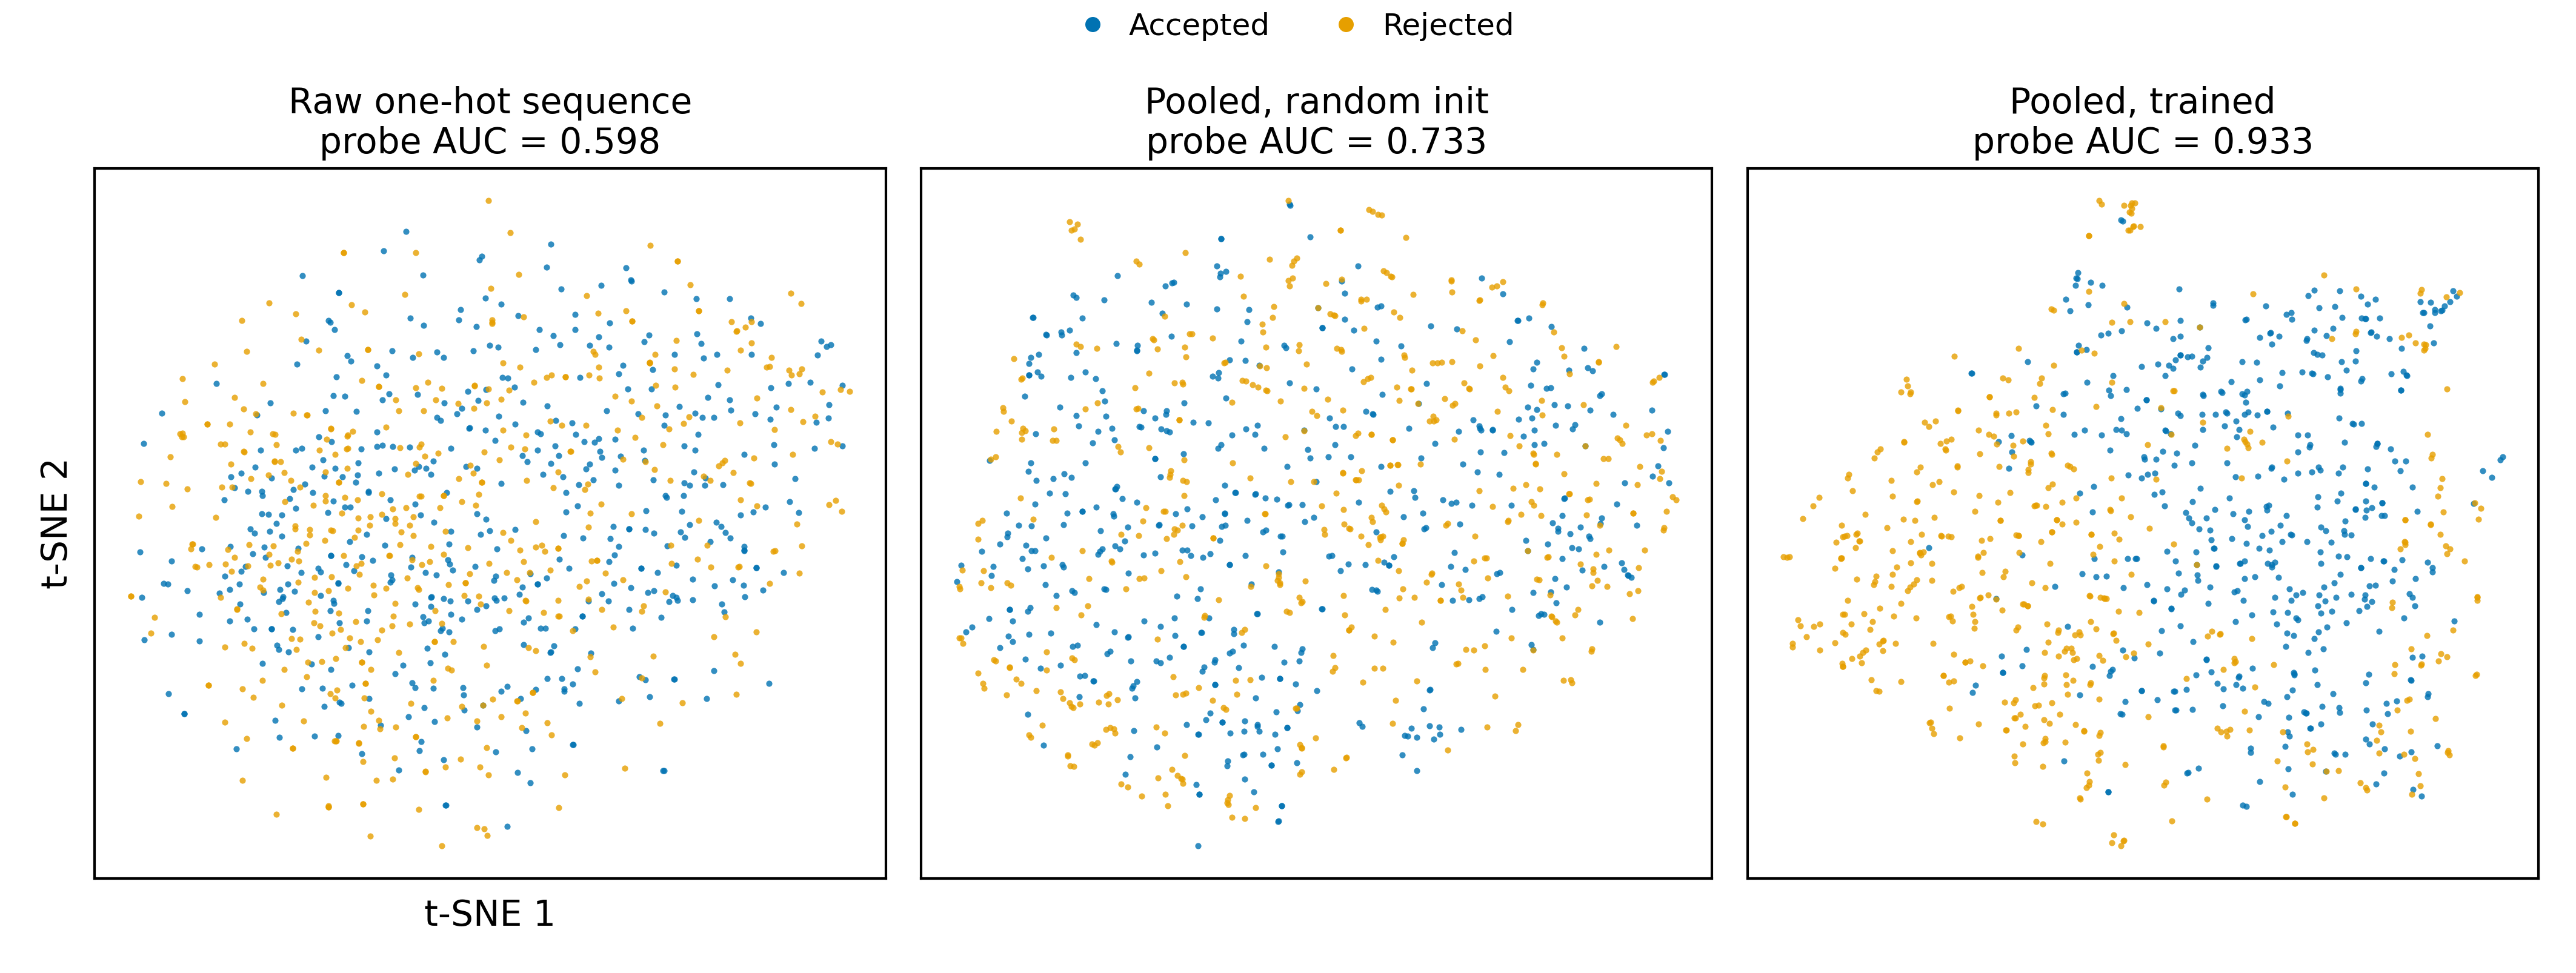 Accepted
Rejected
Raw one-hot sequence
probe AUC = 0.598
Pooled, random init
probe AUC = 0.733
Pooled, trained
probe AUC = 0.933
t-SNE 2
t-SNE 1